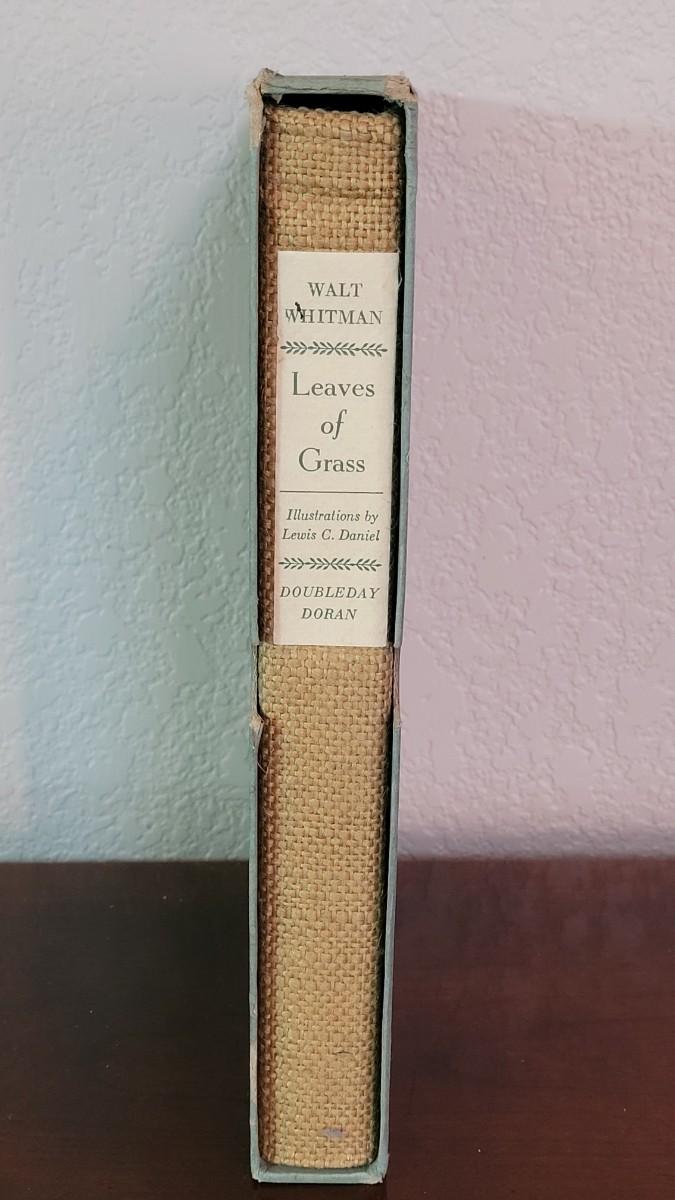 WALT
WHITMAN
Leaves
of
Grass
Illustrations by
Lewis C. Daniel
DOUBLEDAY
DORAN